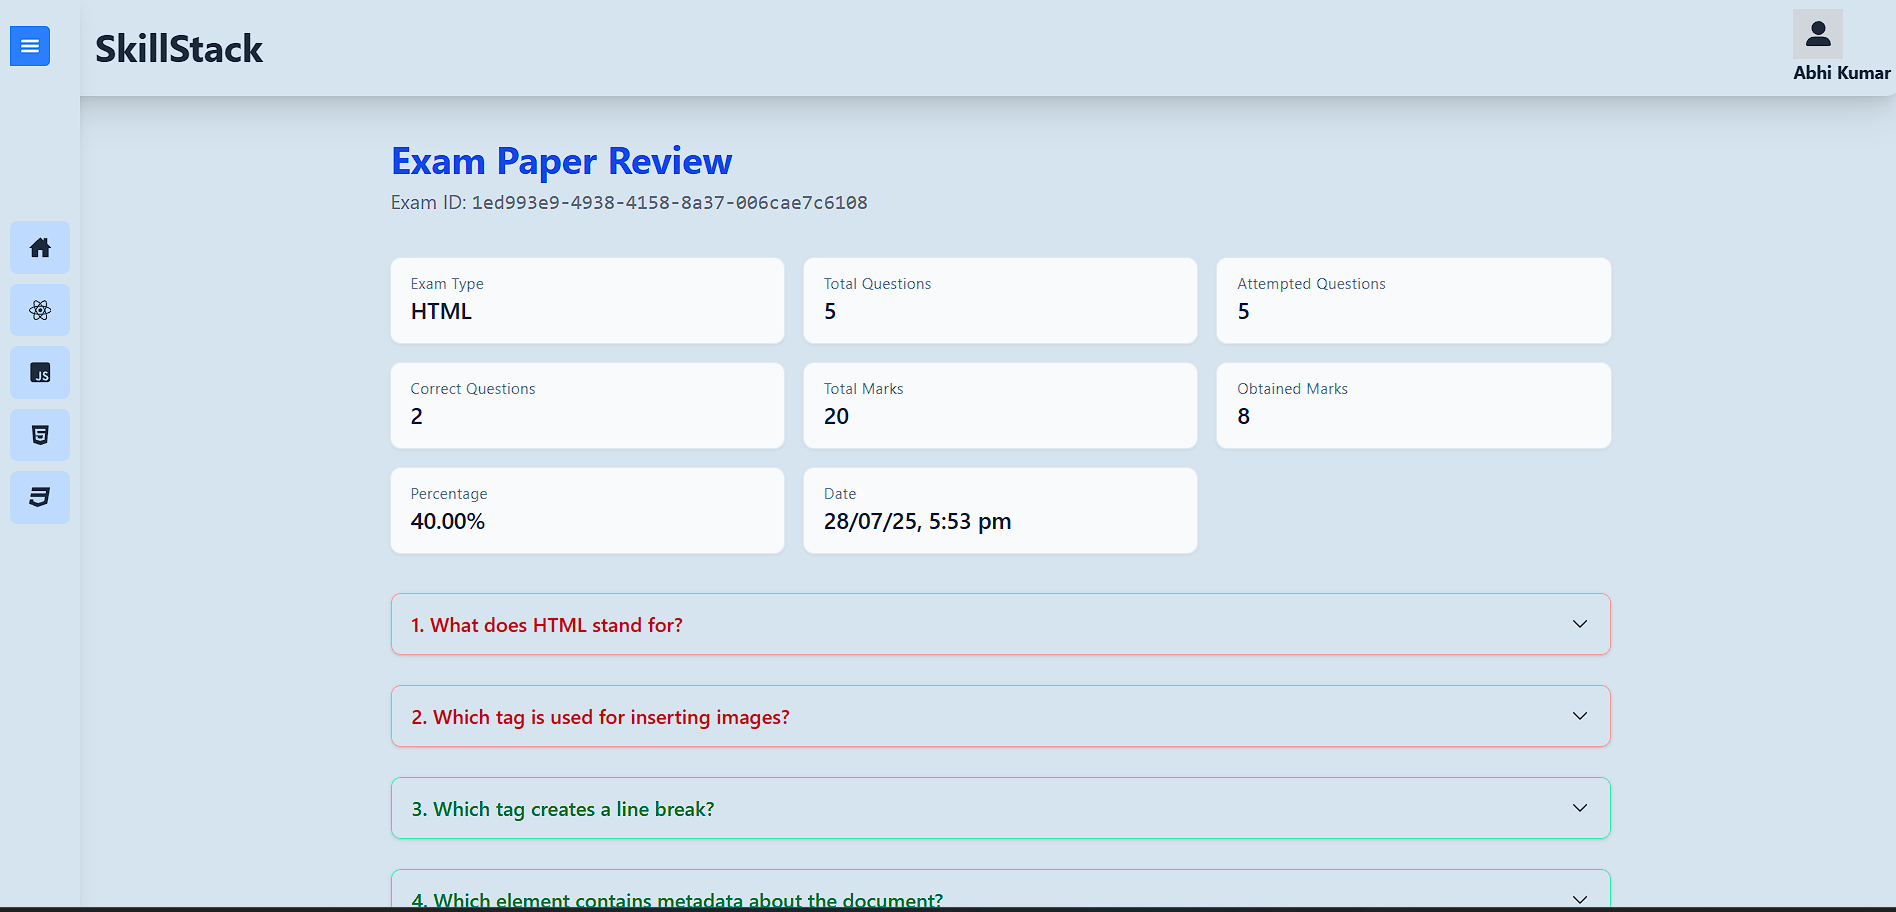 SkillStack
Abhi Kumar
Exam Paper Review
Exam ID: 1ed993e9-4938-4158-8a37-006cae7c6108
Exam Type
HTML
Total Questions
5
Attempted Questions
5
Correct Questions
2
Total Marks
20
Obtained Marks
8
Percentage
40.00%
Date
28/07/25, 5:53 pm
JS
1. What does HTML stand for?
2. Which tag is used for inserting images?
3. Which tag creates a line break?
4. Which element contains metadata about the document?